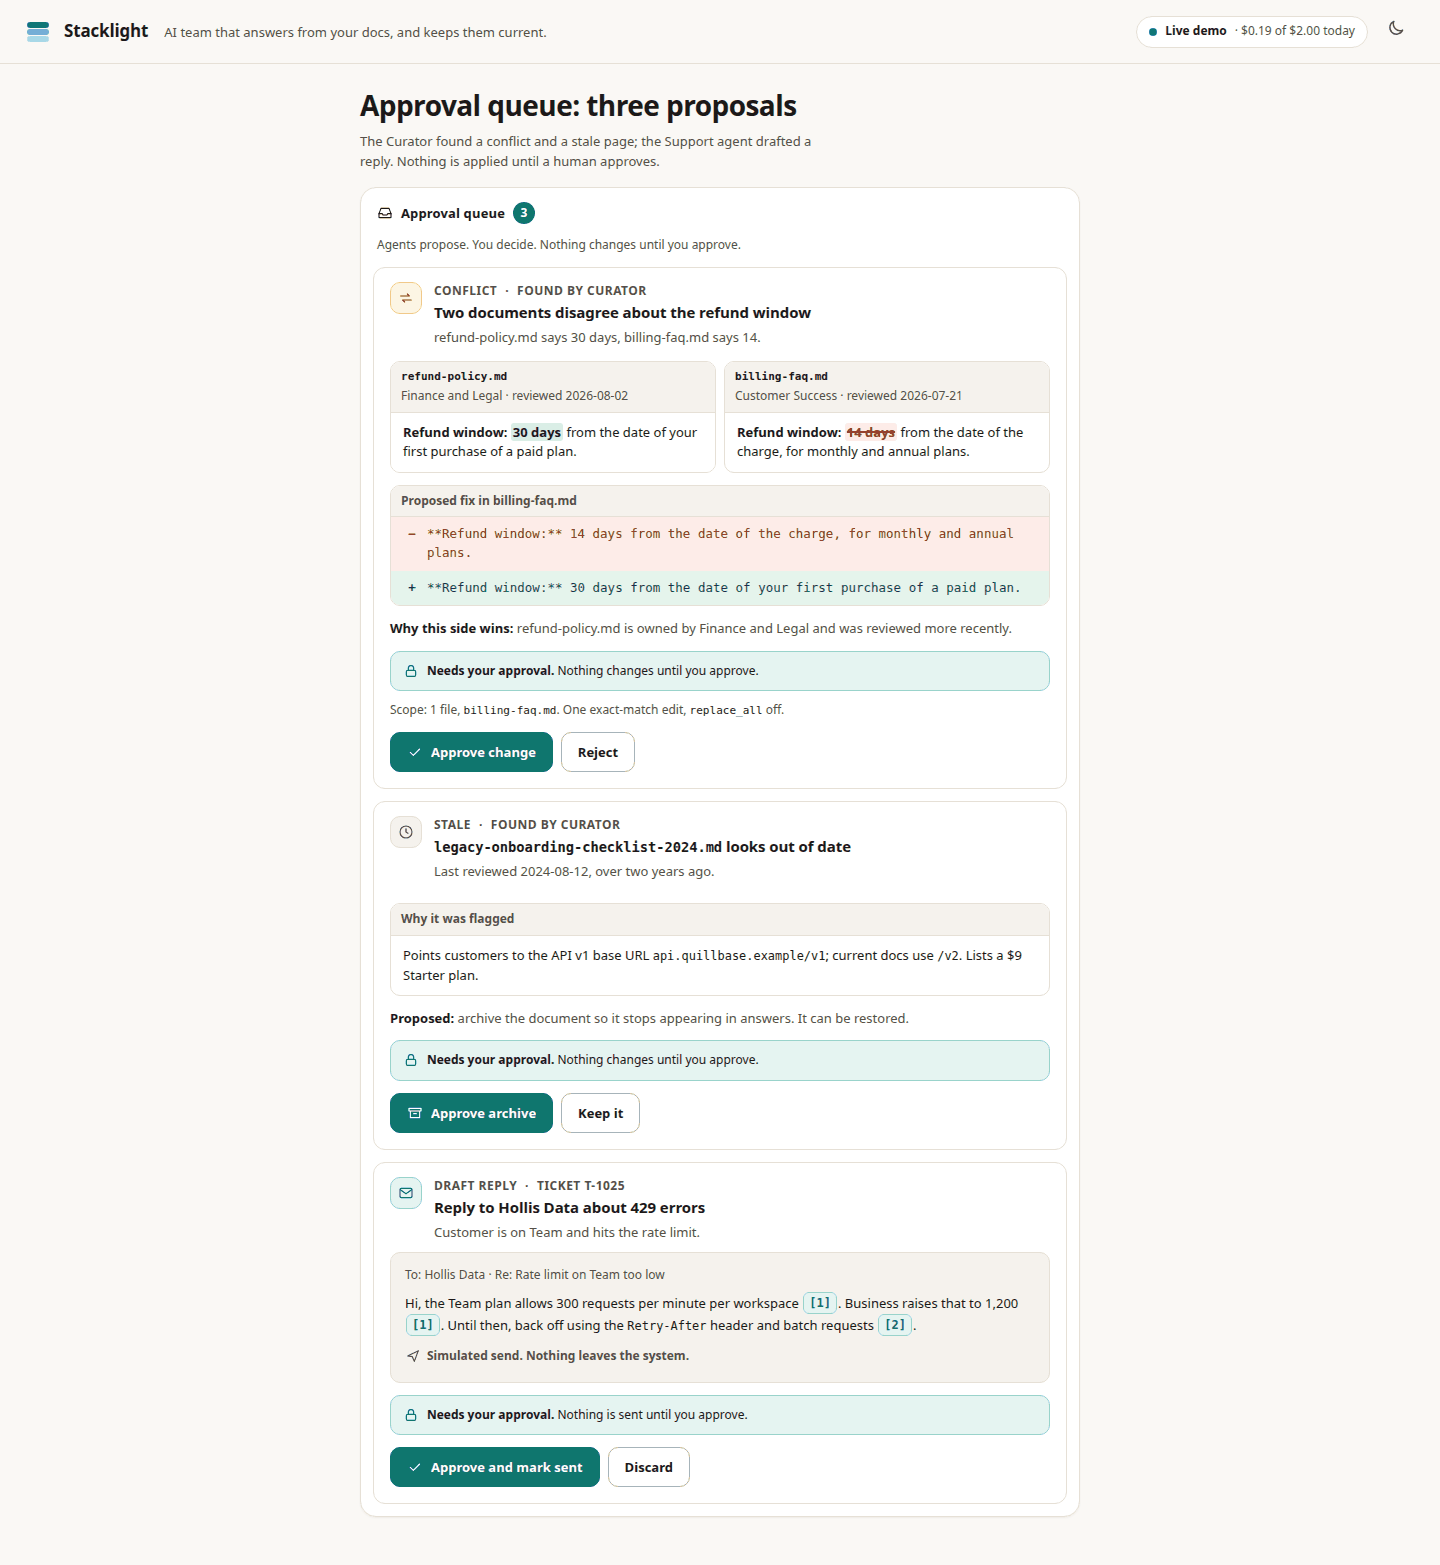 Stacklight
AI team that answers from your docs, and keeps them current.
Live demo · $0.19 of $2.00 today
Approval queue: three proposals
The Curator found a conflict and a stale page; the Support agent drafted a
reply. Nothing is applied until a human approves.
Approval queue 3
Agents propose. You decide. Nothing changes until you approve.
CONFLICT · FOUND BY CURATOR
Two documents disagree about the refund window
refund-policy.md says 30 days, billing-faq.md says 14.
refund-policy.md
Finance and Legal · reviewed 2026-08-02
Refund window: 30 days from the date of your
first purchase of a paid plan.
billing-faq.md
Customer Success · reviewed 2026-07-21
Refund window: 14 days from the date of the
charge, for monthly and annual plans.
Proposed fix in billing-faq.md
− **Refund window:** 14 days from the date of the charge, for monthly and annual
plans.
+ **Refund window:** 30 days from the date of your first purchase of a paid plan.
Why this side wins: refund-policy.md is owned by Finance and Legal and was reviewed more recently.
Needs your approval. Nothing changes until you approve.
Scope: 1 file, billing-faq.md. One exact-match edit, replace_all off.
Approve change
Reject
STALE · FOUND BY CURATOR
legacy-onboarding-checklist-2024.md looks out of date
Last reviewed 2024-08-12, over two years ago.
Why it was flagged
Points customers to the API v1 base URL api.quillbase.example/v1; current docs use /v2. Lists a $9
Starter plan.
Proposed: archive the document so it stops appearing in answers. It can be restored.
Needs your approval. Nothing changes until you approve.
Approve archive
Keep it
DRAFT REPLY · TICKET T-1025
Reply to Hollis Data about 429 errors
Customer is on Team and hits the rate limit.
To: Hollis Data · Re: Rate limit on Team too low
Hi, the Team plan allows 300 requests per minute per workspace [1]. Business raises that to 1,200
[1]. Until then, back off using the Retry-After header and batch requests [2].
Simulated send. Nothing leaves the system.
Needs your approval. Nothing is sent until you approve.
Approve and mark sent
Discard